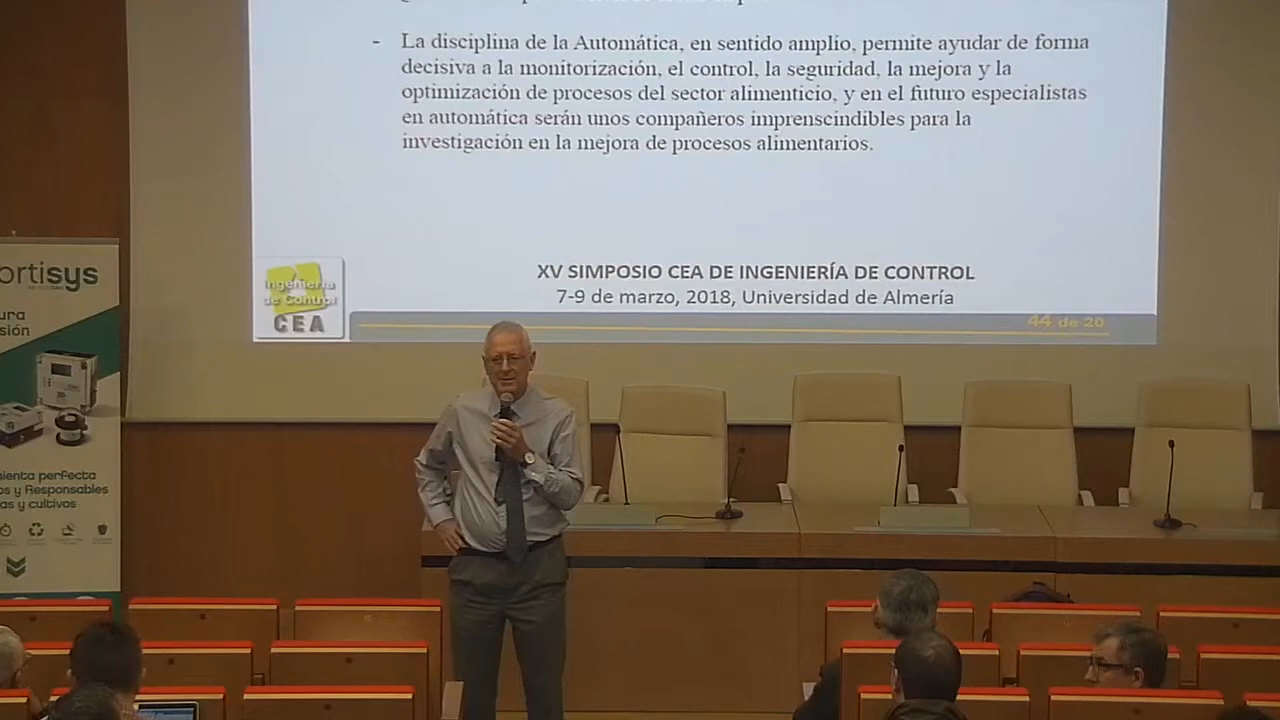 - La disciplina de la Automática, en sentido amplio, permite ayudar de forma
decisiva a la monitorización, el control, la seguridad, la mejora y la
optimización de procesos del sector alimenticio, y en el futuro especialistas
en automática serán unos compañeros imprenscindibles para la
investigación en la mejora de procesos alimentarios.
Ingeniería
de Control
CEA
XV SIMPOSIO CEA DE INGENIERÍA DE CONTROL
7-9 de marzo, 2018, Universidad de Almería
44 de 20
ortisys
ura
sión
ienta perfecta
os y Responsables
as y cultivos